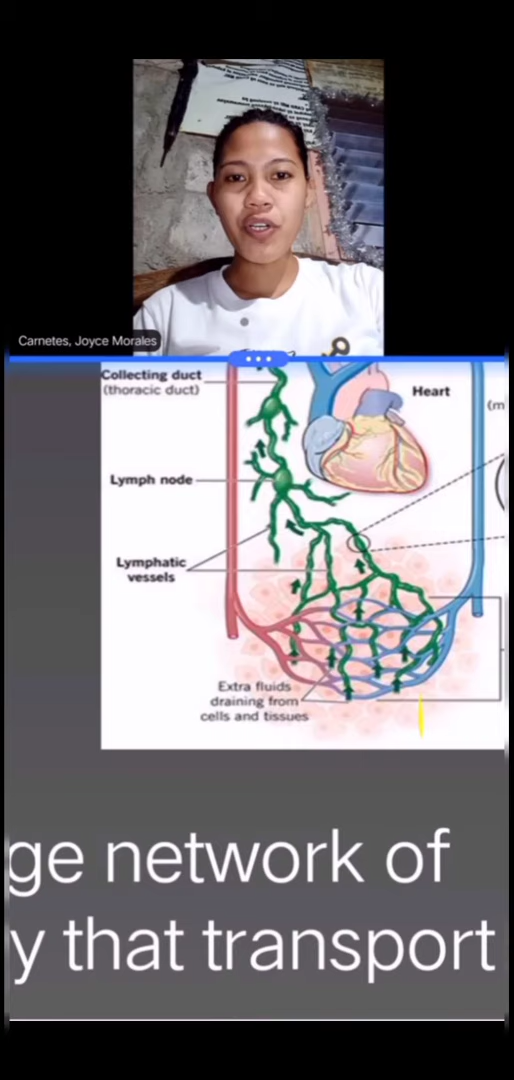 Carnetes, Joyce Morales
Collecting duct
(thoracic duct)
Heart
(m
Lymph node
Lymphatic
vessels
Extra fluids
draining from
cells and tissues
ge network of
y that transport